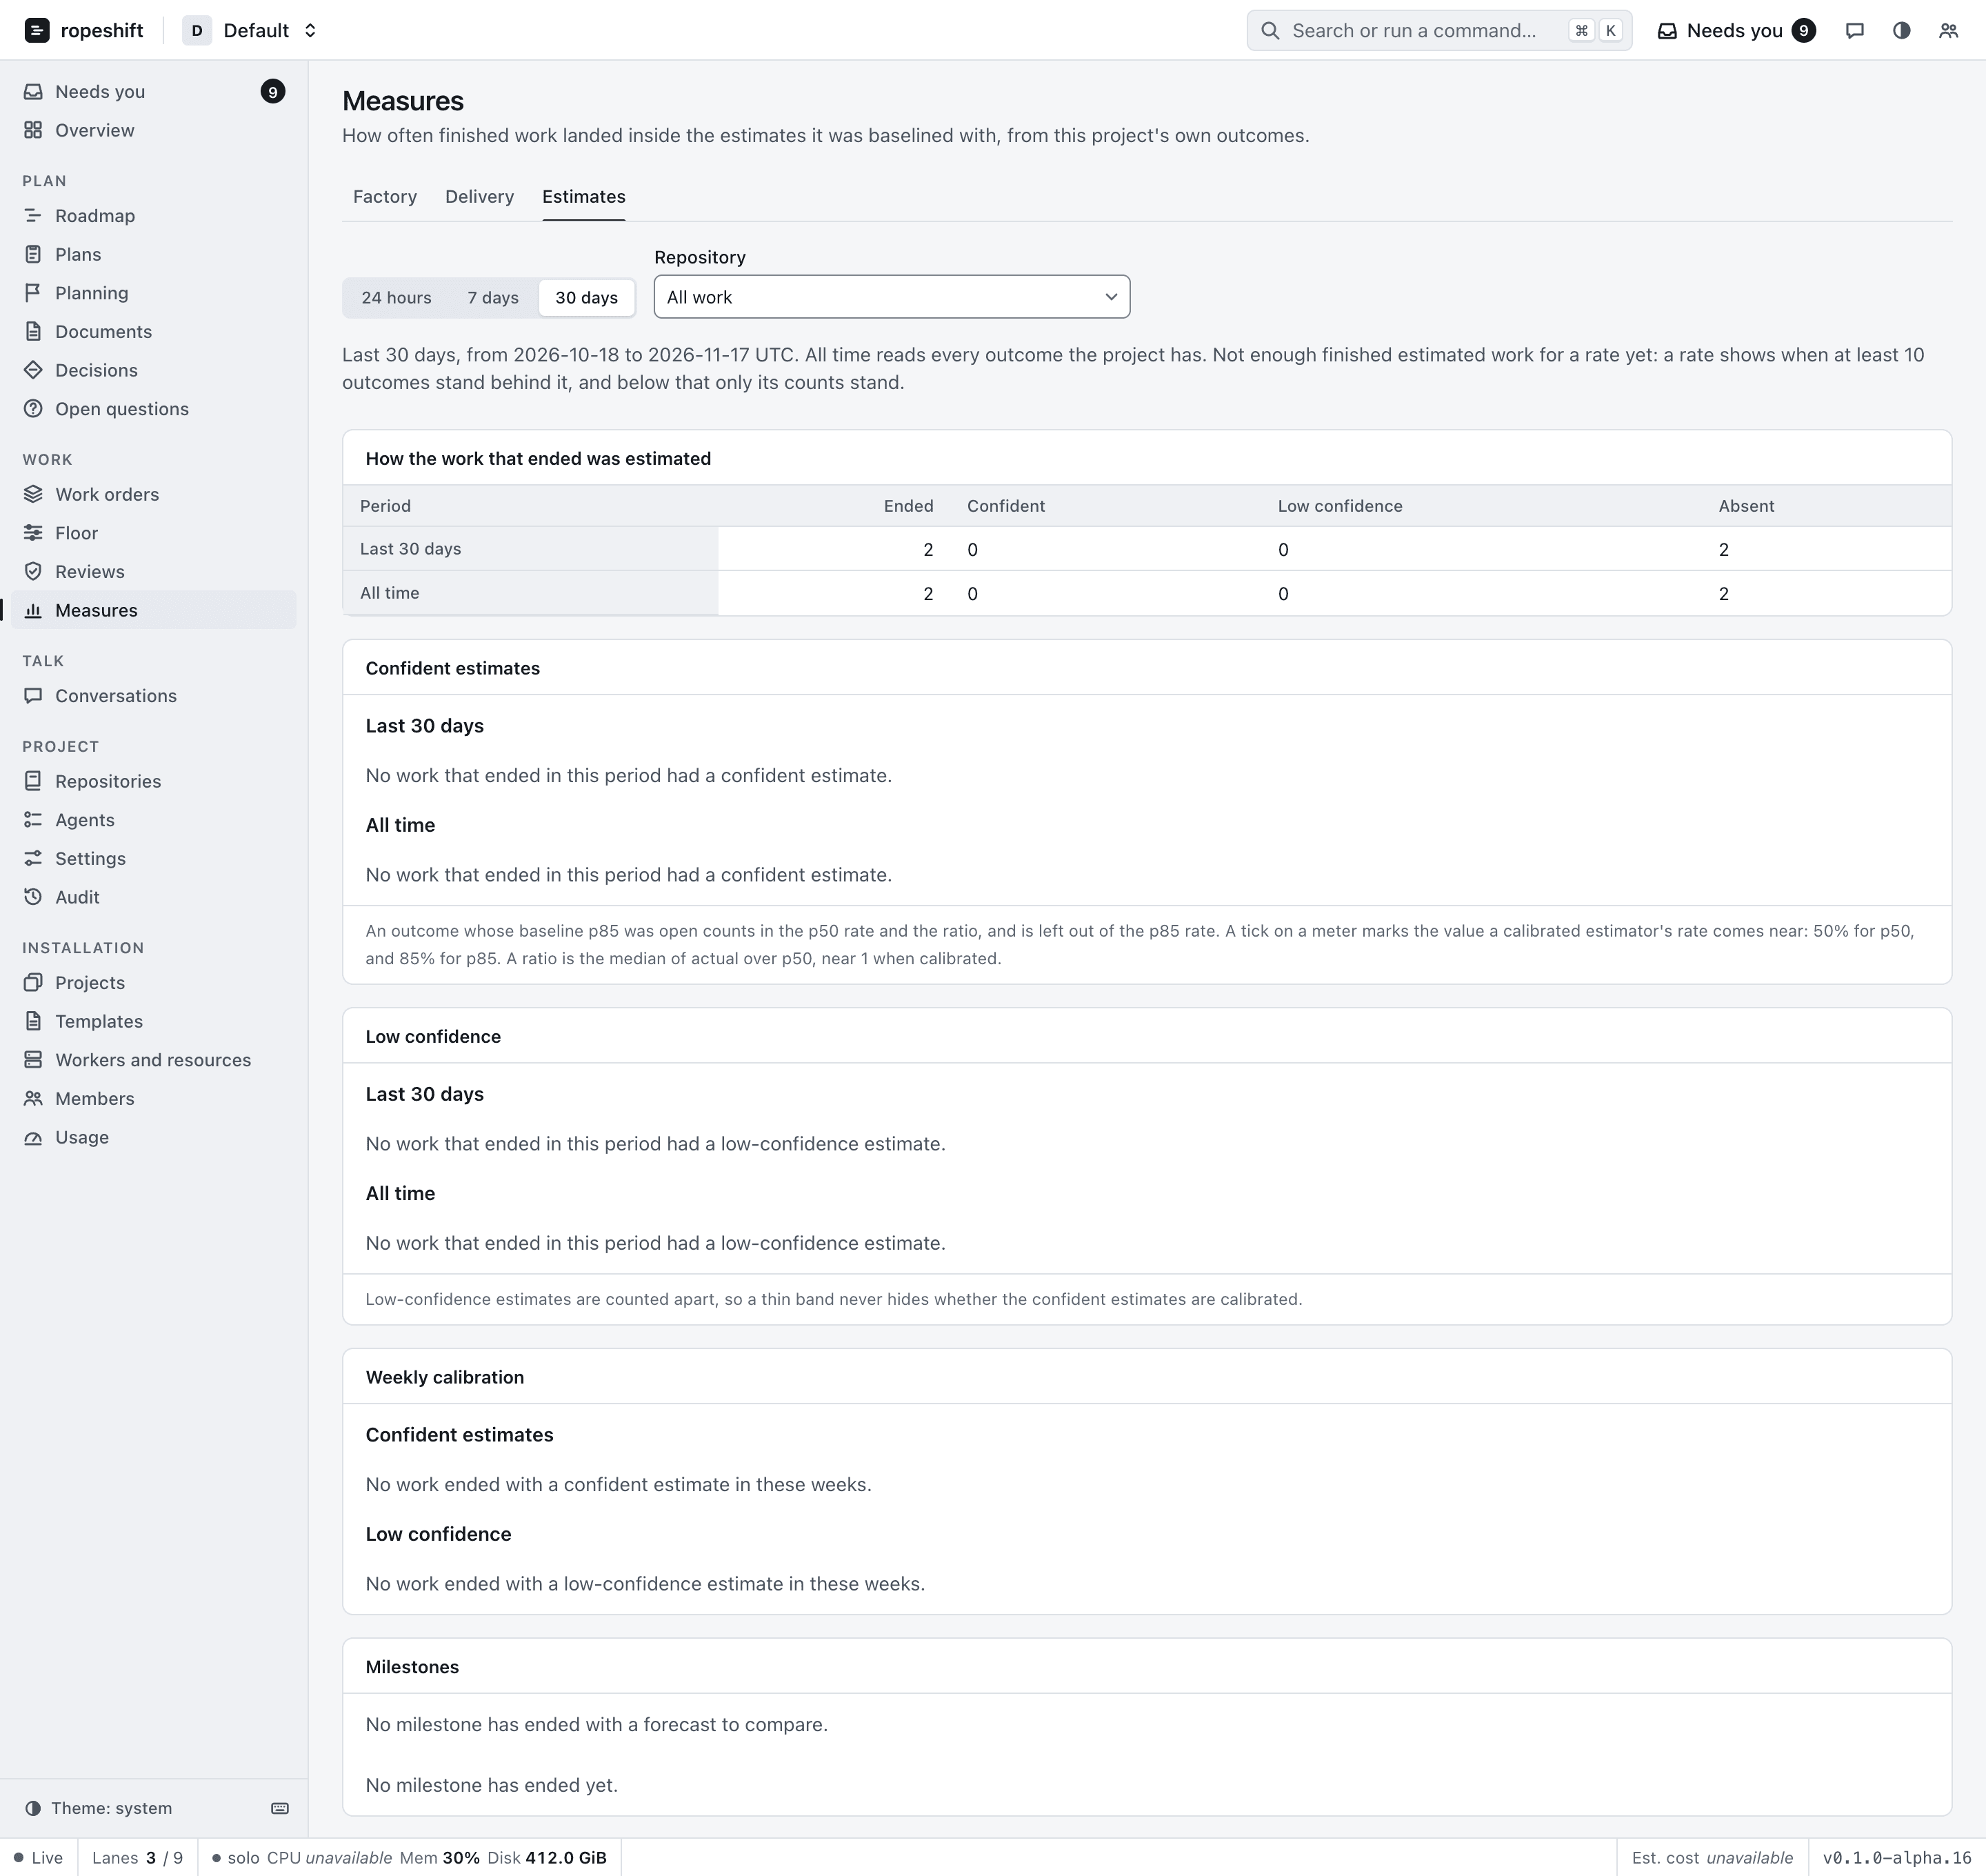 ropeshift
D Default
Search or run a command... ⌘ K
Needs you 9
Needs you 9
Overview
PLAN
Roadmap
Plans
Planning
Documents
Decisions
Open questions
WORK
Work orders
Floor
Reviews
Measures
TALK
Conversations
PROJECT
Repositories
Agents
Settings
Audit
INSTALLATION
Projects
Templates
Workers and resources
Members
Usage
Theme: system
Measures
How often finished work landed inside the estimates it was baselined with, from this project's own outcomes.
Factory Delivery Estimates
Repository
24 hours 7 days 30 days All work
Last 30 days, from 2026-10-18 to 2026-11-17 UTC. All time reads every outcome the project has. Not enough finished estimated work for a rate yet: a rate shows when at least 10
outcomes stand behind it, and below that only its counts stand.
How the work that ended was estimated
Period Ended Confident Low confidence Absent
Last 30 days 2 0 0 2
All time 2 0 0 2
Confident estimates
Last 30 days
No work that ended in this period had a confident estimate.
All time
No work that ended in this period had a confident estimate.
An outcome whose baseline p85 was open counts in the p50 rate and the ratio, and is left out of the p85 rate. A tick on a meter marks the value a calibrated estimator's rate comes near: 50% for p50,
and 85% for p85. A ratio is the median of actual over p50, near 1 when calibrated.
Low confidence
Last 30 days
No work that ended in this period had a low-confidence estimate.
All time
No work that ended in this period had a low-confidence estimate.
Low-confidence estimates are counted apart, so a thin band never hides whether the confident estimates are calibrated.
Weekly calibration
Confident estimates
No work ended with a confident estimate in these weeks.
Low confidence
No work ended with a low-confidence estimate in these weeks.
Milestones
No milestone has ended with a forecast to compare.
No milestone has ended yet.
Live Lanes 3 / 9 solo CPU unavailable Mem 30% Disk 412.0 GiB Est. cost unavailable v0.1.0-alpha.16